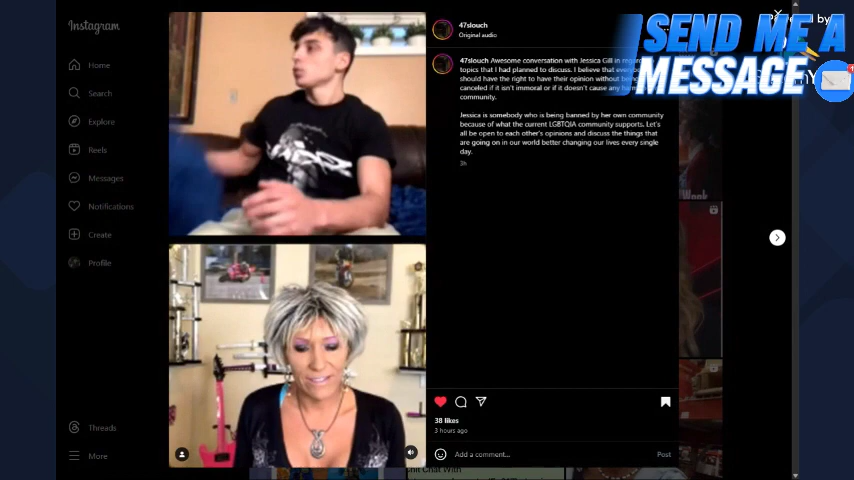 Instagram
Home
Search
Explore
Reels
Messages
Notifications
Create
Profile
Threads
More
47slouch
Original audio
47slouch Awesome conversation with Jessica Gill in
topics that I had planned to discuss. I believe that
should have the right to have their opinion without
canceled if it isn't immoral or if it doesn't cause any
community.
Jessica is somebody who is being banned by her own community
because of what the current LGBTQIA community supports. Let's
all be open to each other's opinions and discuss the things that
are going on in our world better changing our lives every single
day.
3h
38 likes
3 hours ago
Add a comment...
Post
by
SEND ME A
MESSAGE